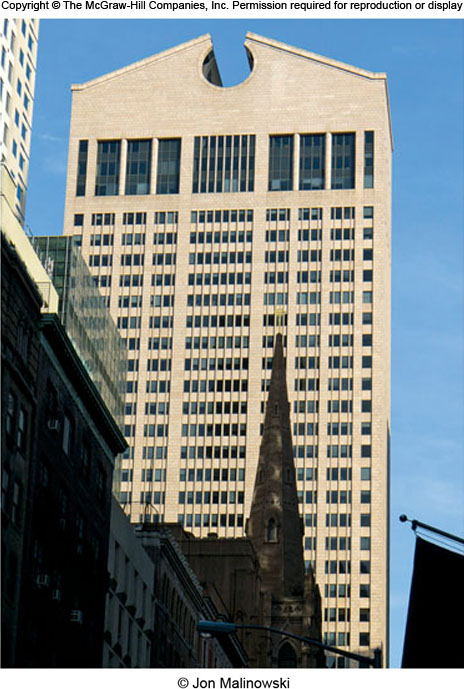 Copyright © The McGraw-Hill Companies, Inc. Permission required for reproduction or display
© Jon Malinowski